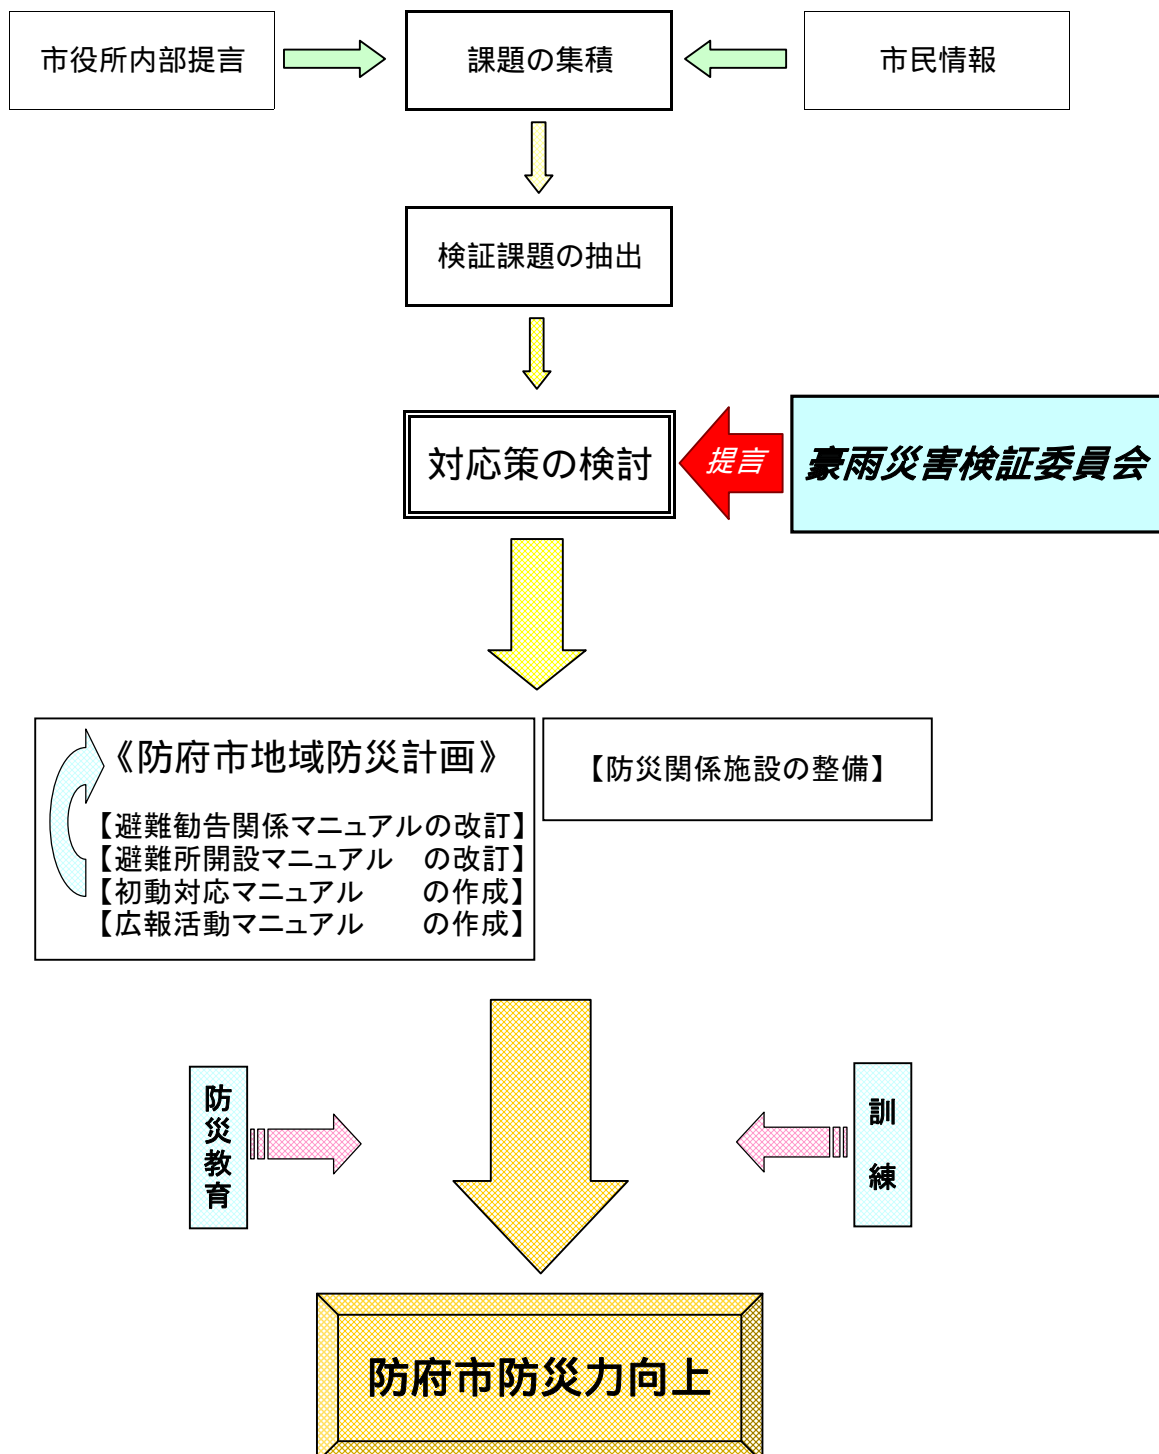 市役所内部提言
課題の集積
市民情報
検証課題の抽出
対応策の検討
提言
豪雨災害検証委員会
《防府市地域防災計画》
【避難勧告関係マニュアルの改訂】
【避難所開設マニュアル　の改訂】
【初動対応マニュアル　　の作成】
【広報活動マニュアル　　の作成】
【防災関係施設の整備】
防災教育
訓練
防府市防災力向上